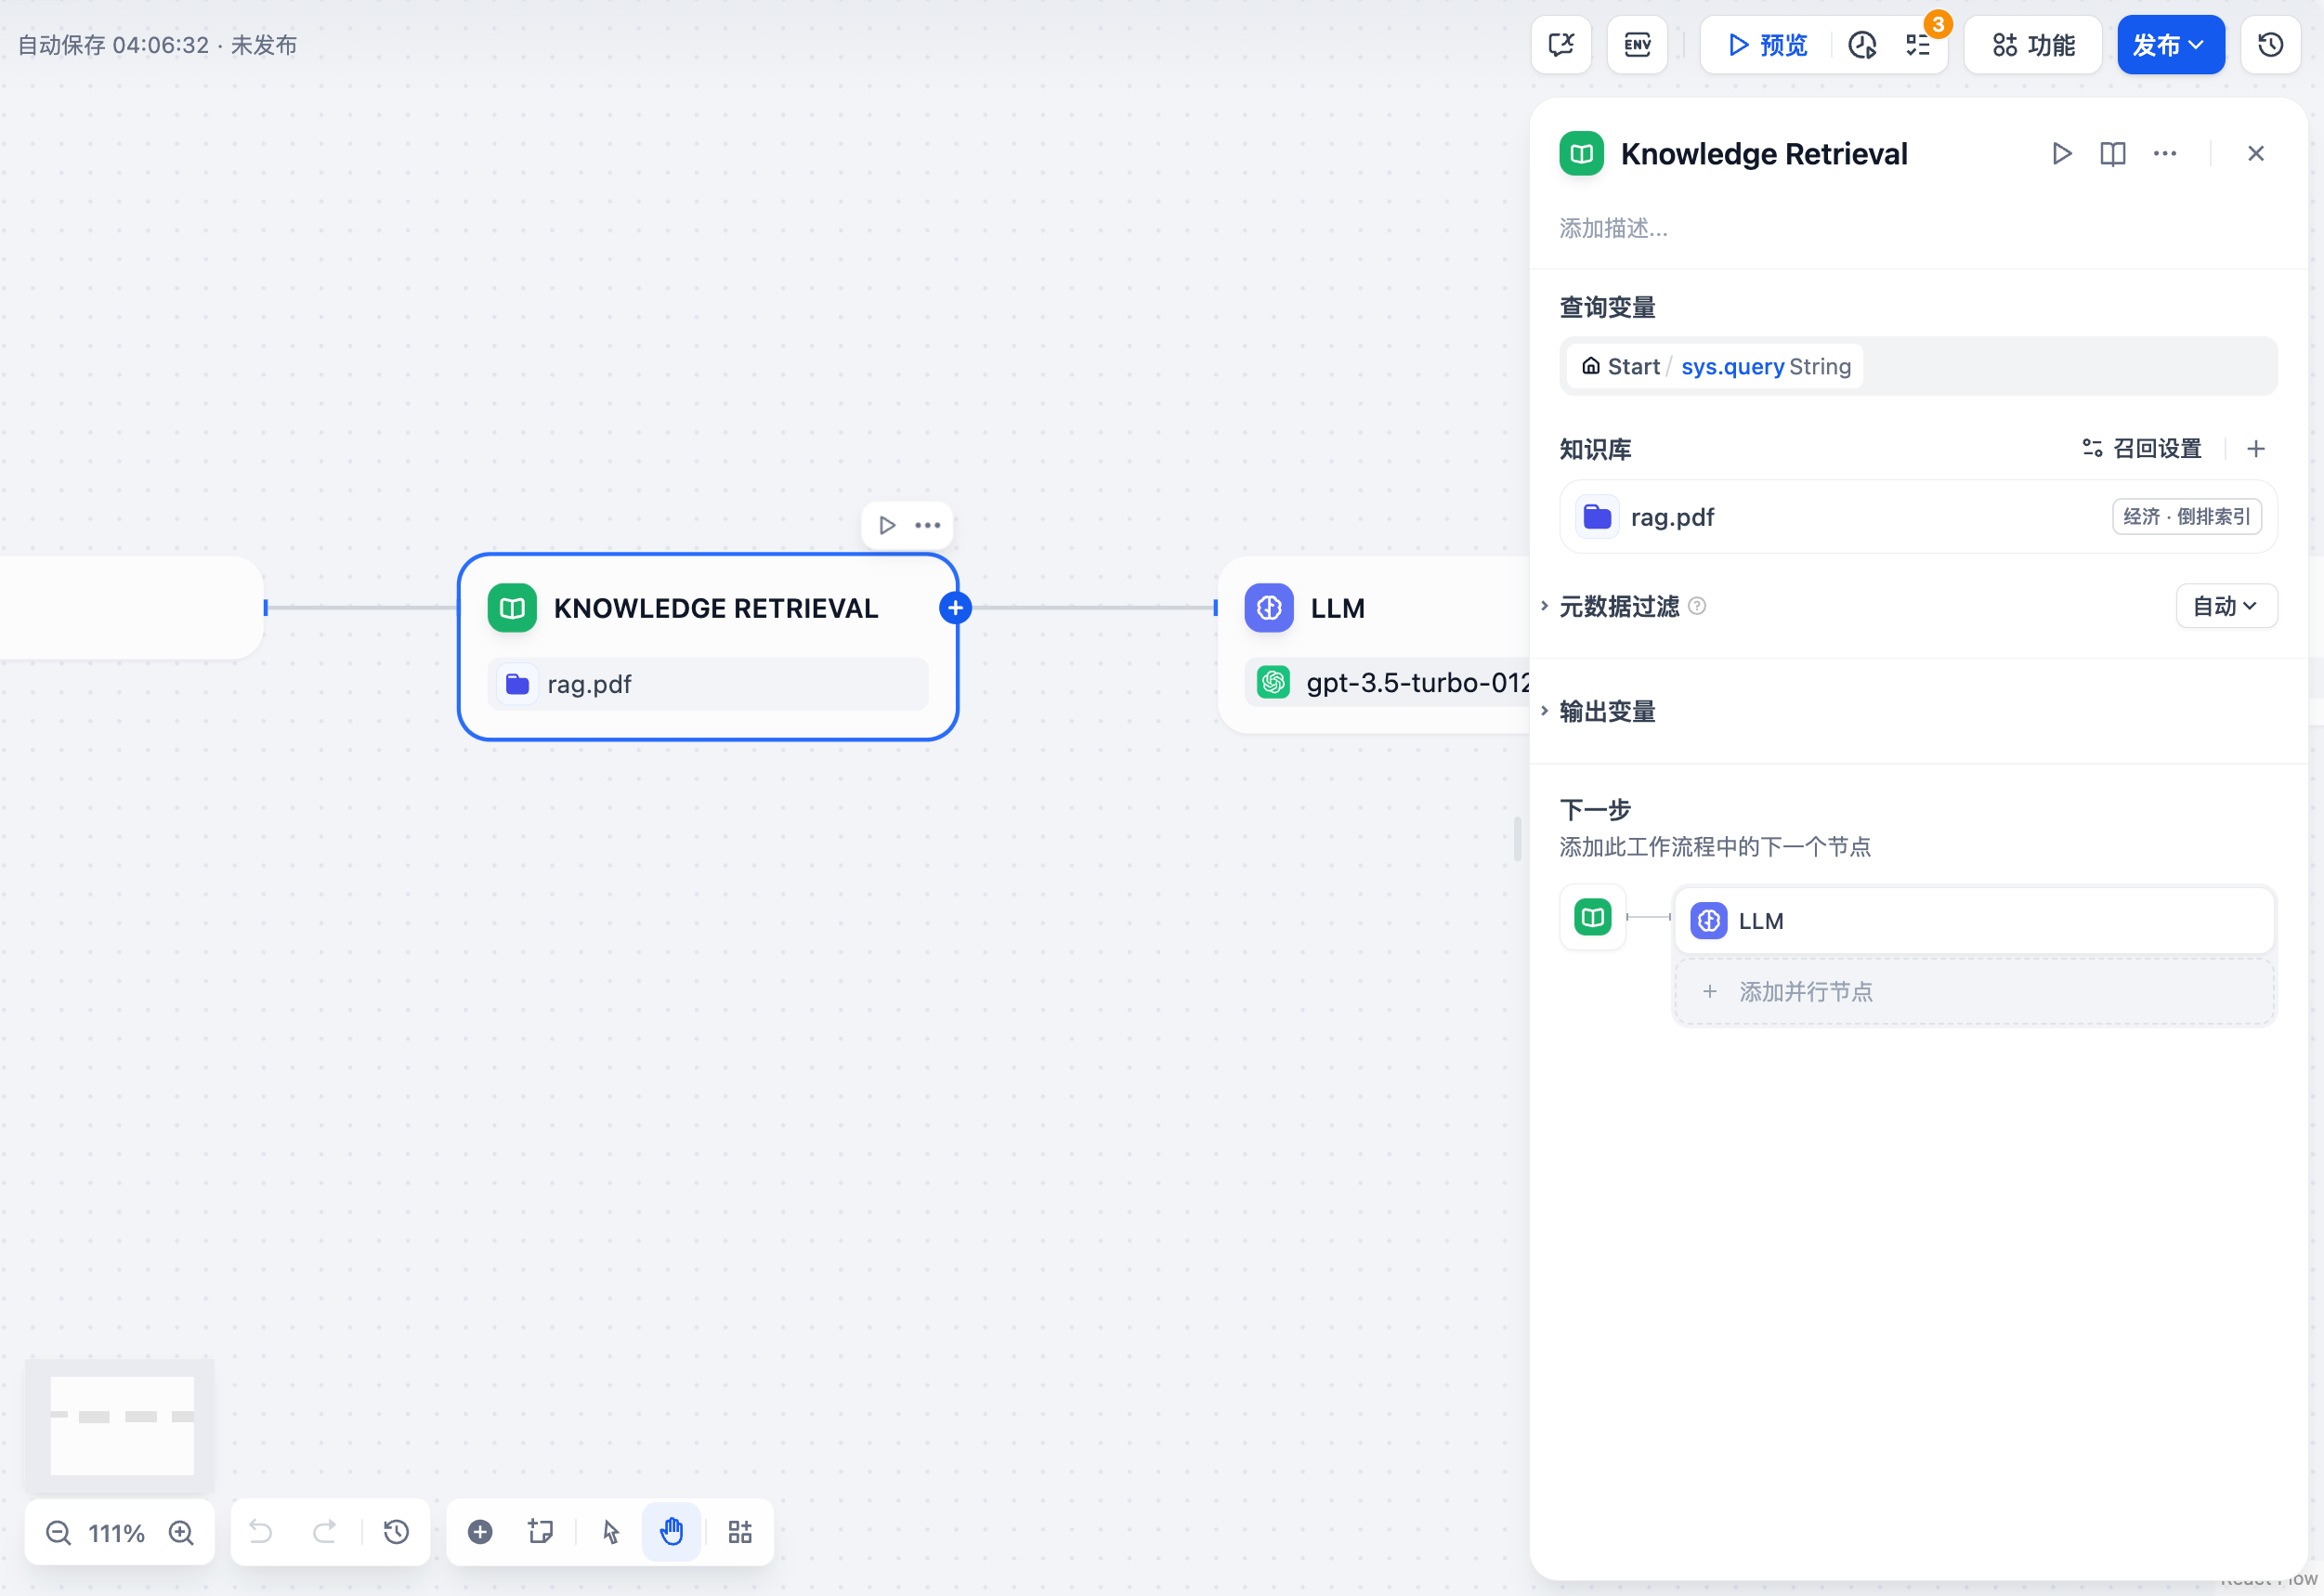 自动保存 04:06:32 · 未发布
ENV
预览
3
功能
发布
Knowledge Retrieval
添加描述...
查询变量
Start / sys.query String
知识库
召回设置
rag.pdf
经济 · 倒排索引
元数据过滤
自动
输出变量
下一步
添加此工作流程中的下一个节点
LLM
添加并行节点
KNOWLEDGE RETRIEVAL
rag.pdf
LLM
gpt-3.5-turbo-012
111%
React Flow